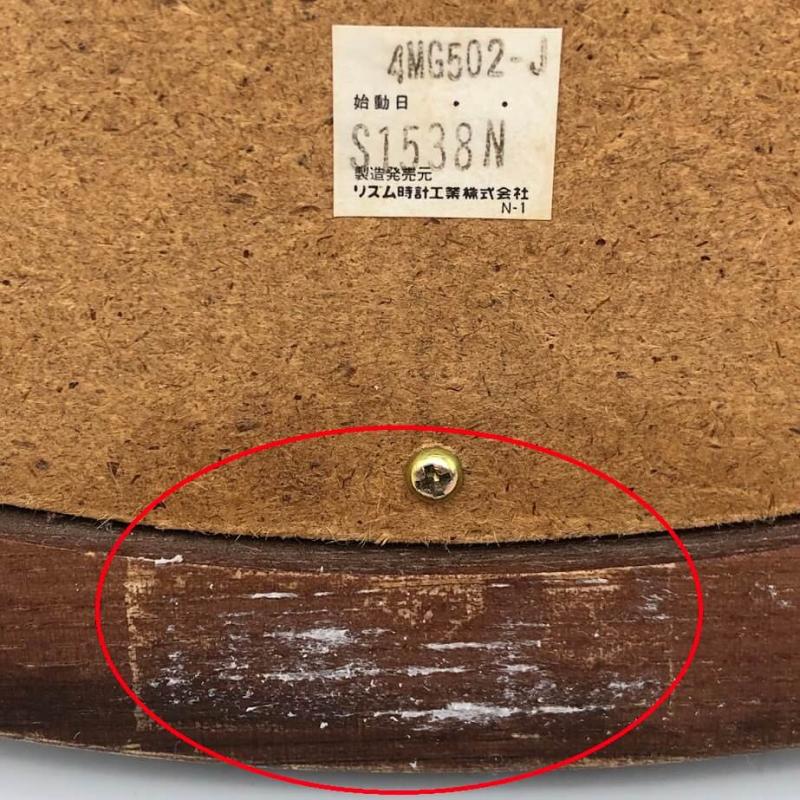 4MG502-J
始動日 ・ ・
S1538N
製造発売元
リズム時計工業株式会社
N-1